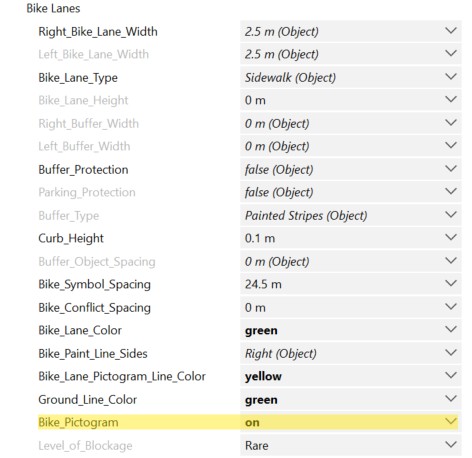 Bike Lanes
Right_Bike_Lane_Width 2.5 m (Object)
Left_Bike_Lane_Width 2.5 m (Object)
Bike_Lane_Type Sidewalk (Object)
Bike_Lane_Height 0 m
Right_Buffer_Width 0 m (Object)
Left_Buffer_Width 0 m (Object)
Buffer_Protection false (Object)
Parking_Protection false (Object)
Buffer_Type Painted Stripes (Object)
Curb_Height 0.1 m
Buffer_Object_Spacing 0 m (Object)
Bike_Symbol_Spacing 24.5 m
Bike_Conflict_Spacing 0 m
Bike_Lane_Color green
Bike_Paint_Line_Sides Right (Object)
Bike_Lane_Pictogram_Line_Color yellow
Ground_Line_Color green
Bike_Pictogram on
Level_of_Blockage Rare